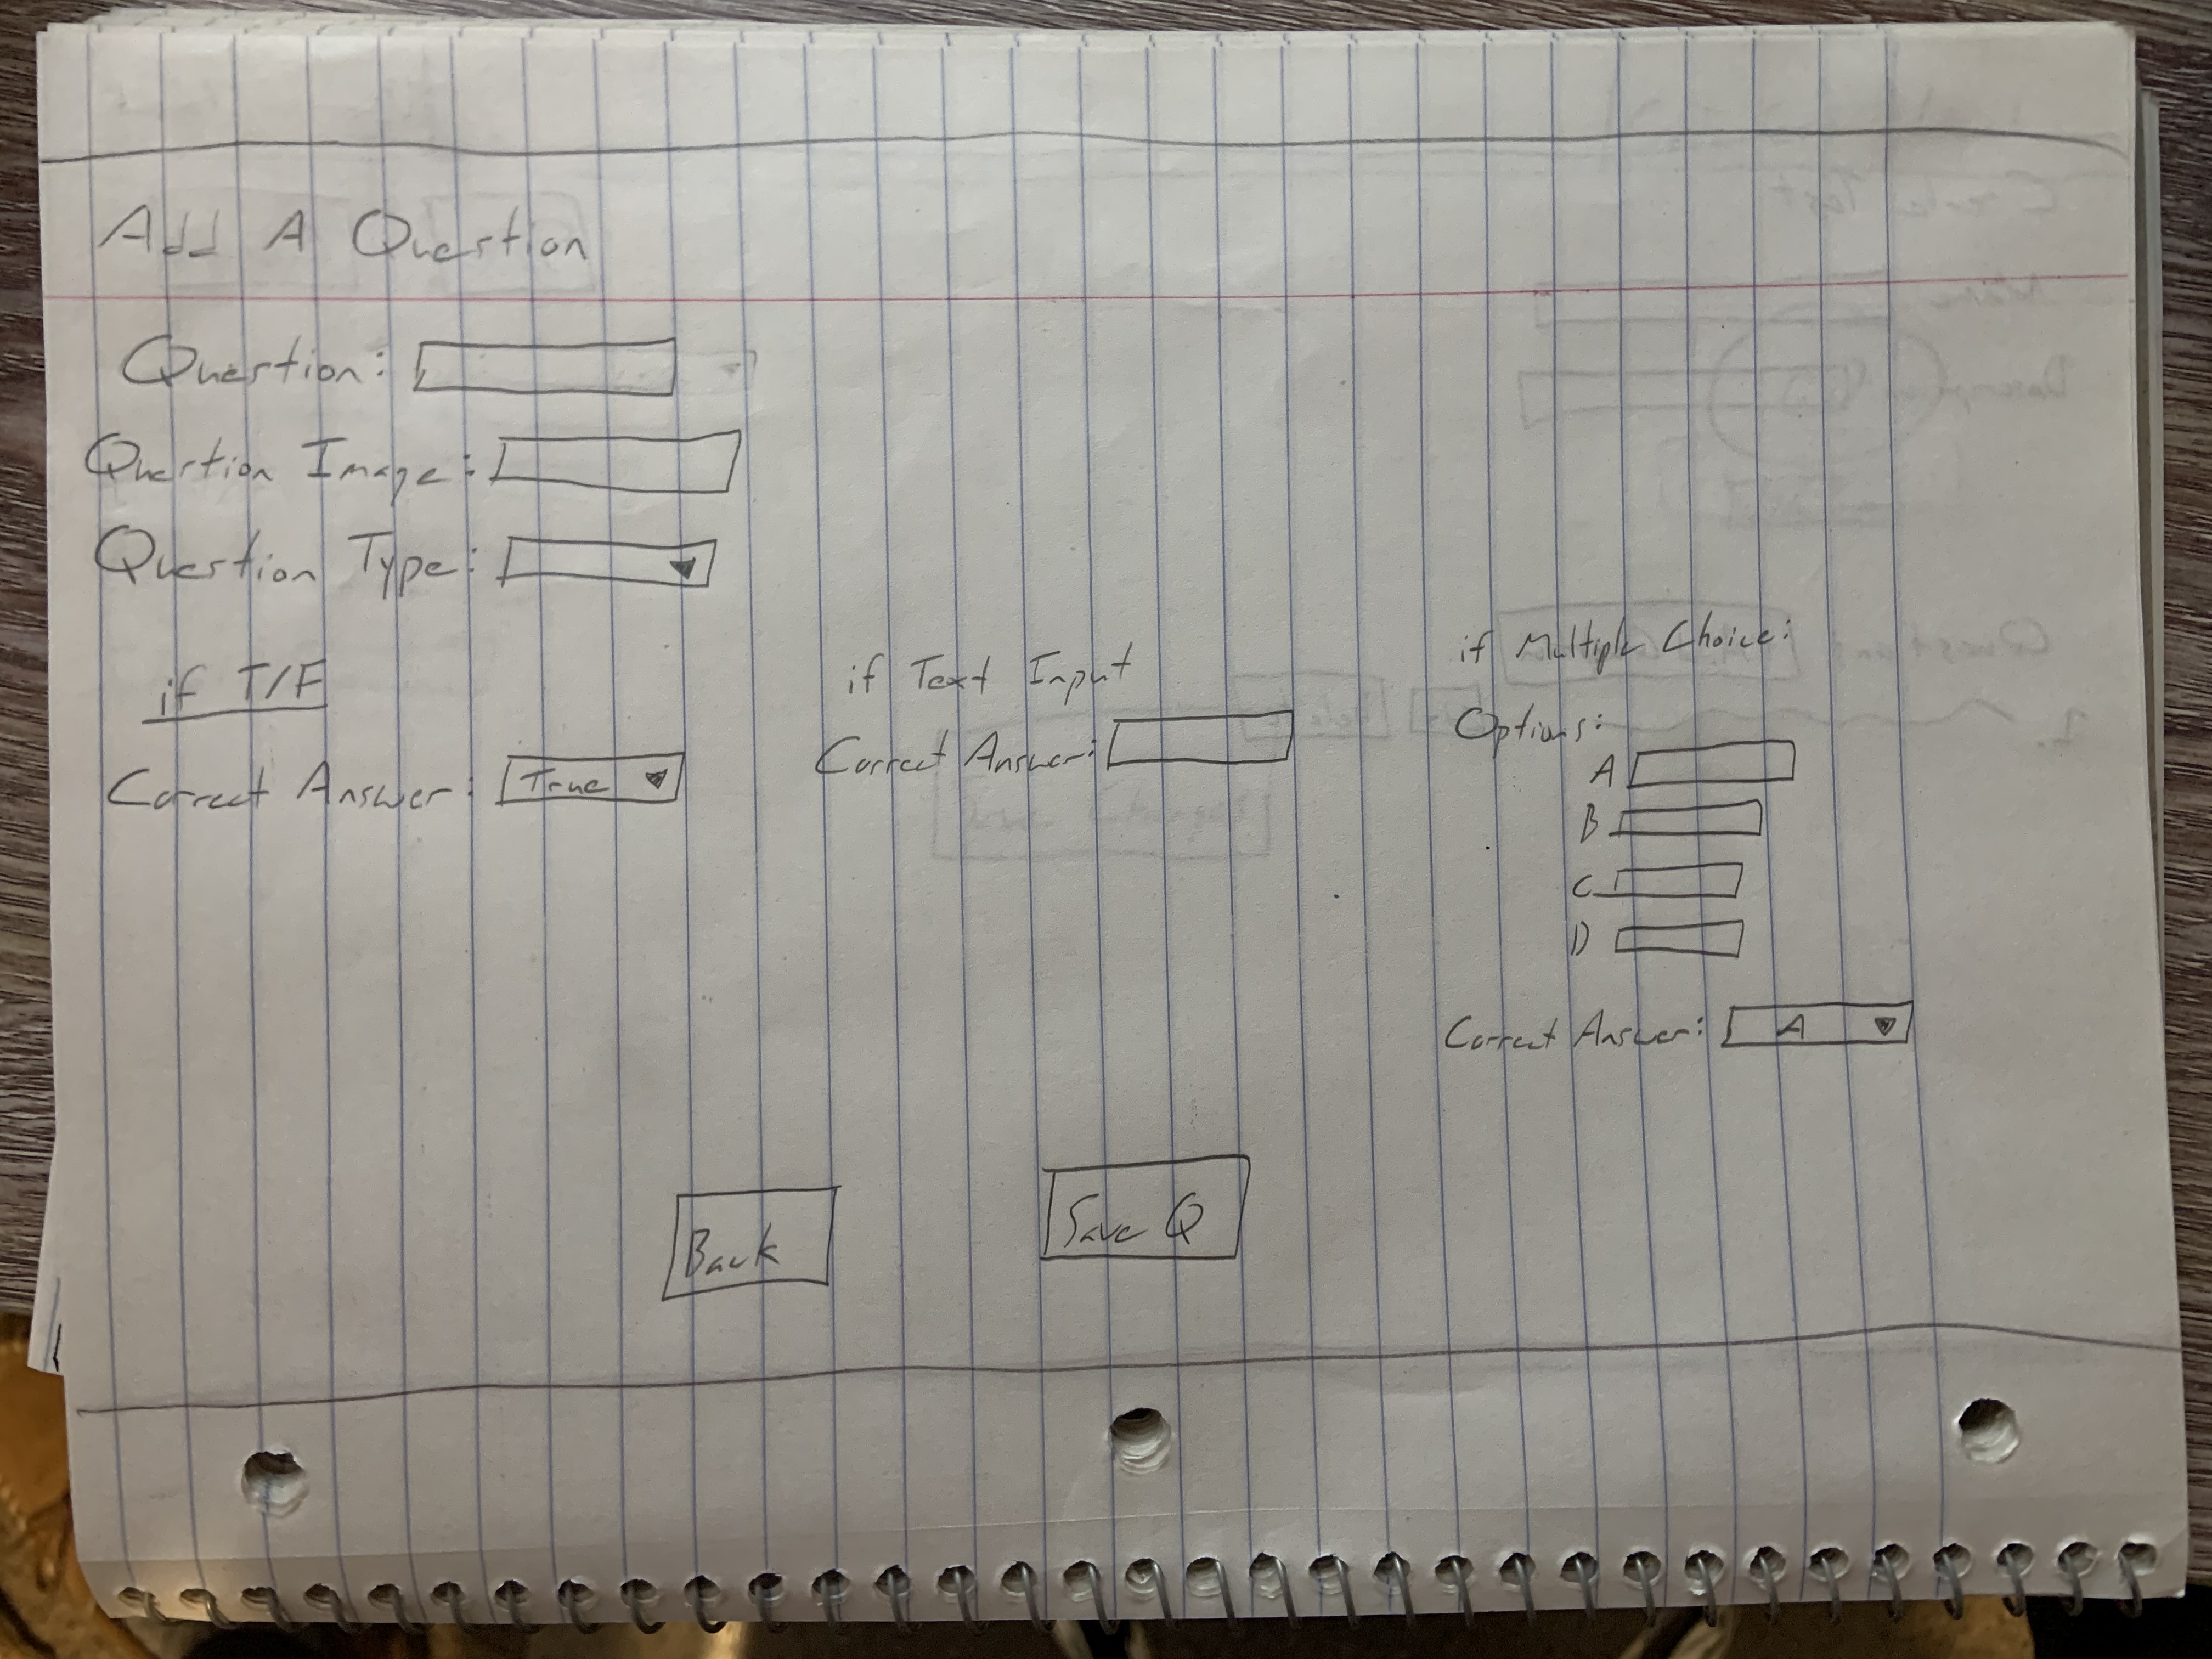 Add A Question
Question:
Question Image:
Question Type:
if T/F
Correct Answer: True
if Text Input
Correct Answer:
if Multiple Choice:
Options:
A
B
C
D
Correct Answer: A
Back
Save Q